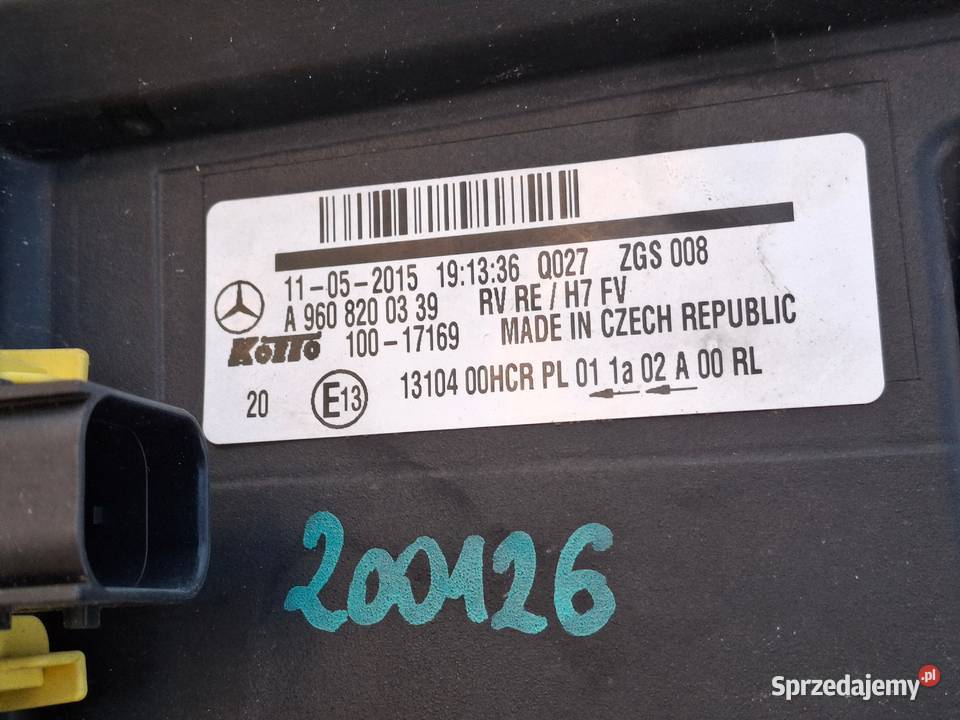 11-05-2015 19:13:36 Q027 ZGS 008
A 960 820 03 39 RV RE / H7 FV
KOITO 100-17169 MADE IN CZECH REPUBLIC
20 E13 13104 00HCR PL 01 1a 02 A 00 RL
200126
Sprzedajemy.pl